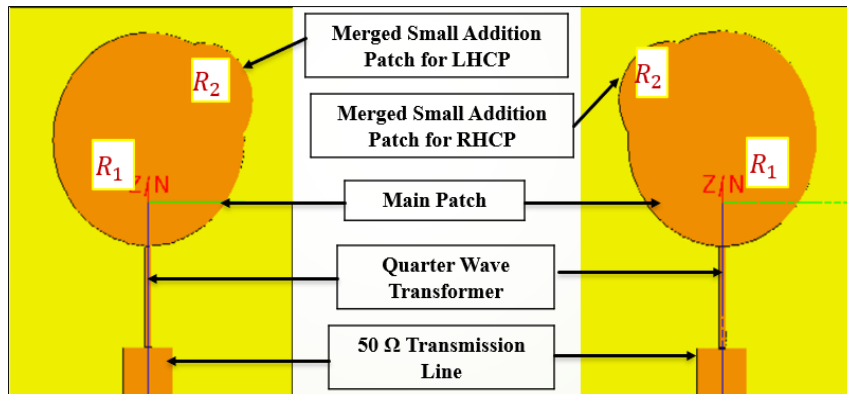 Merged Small Addition
Patch for LHCP
R₂
R₂
Merged Small Addition
Patch for RHCP
R₁
R₁
Z/N
Z/N
Main Patch
Quarter Wave
Transformer
50 Ω Transmission
Line